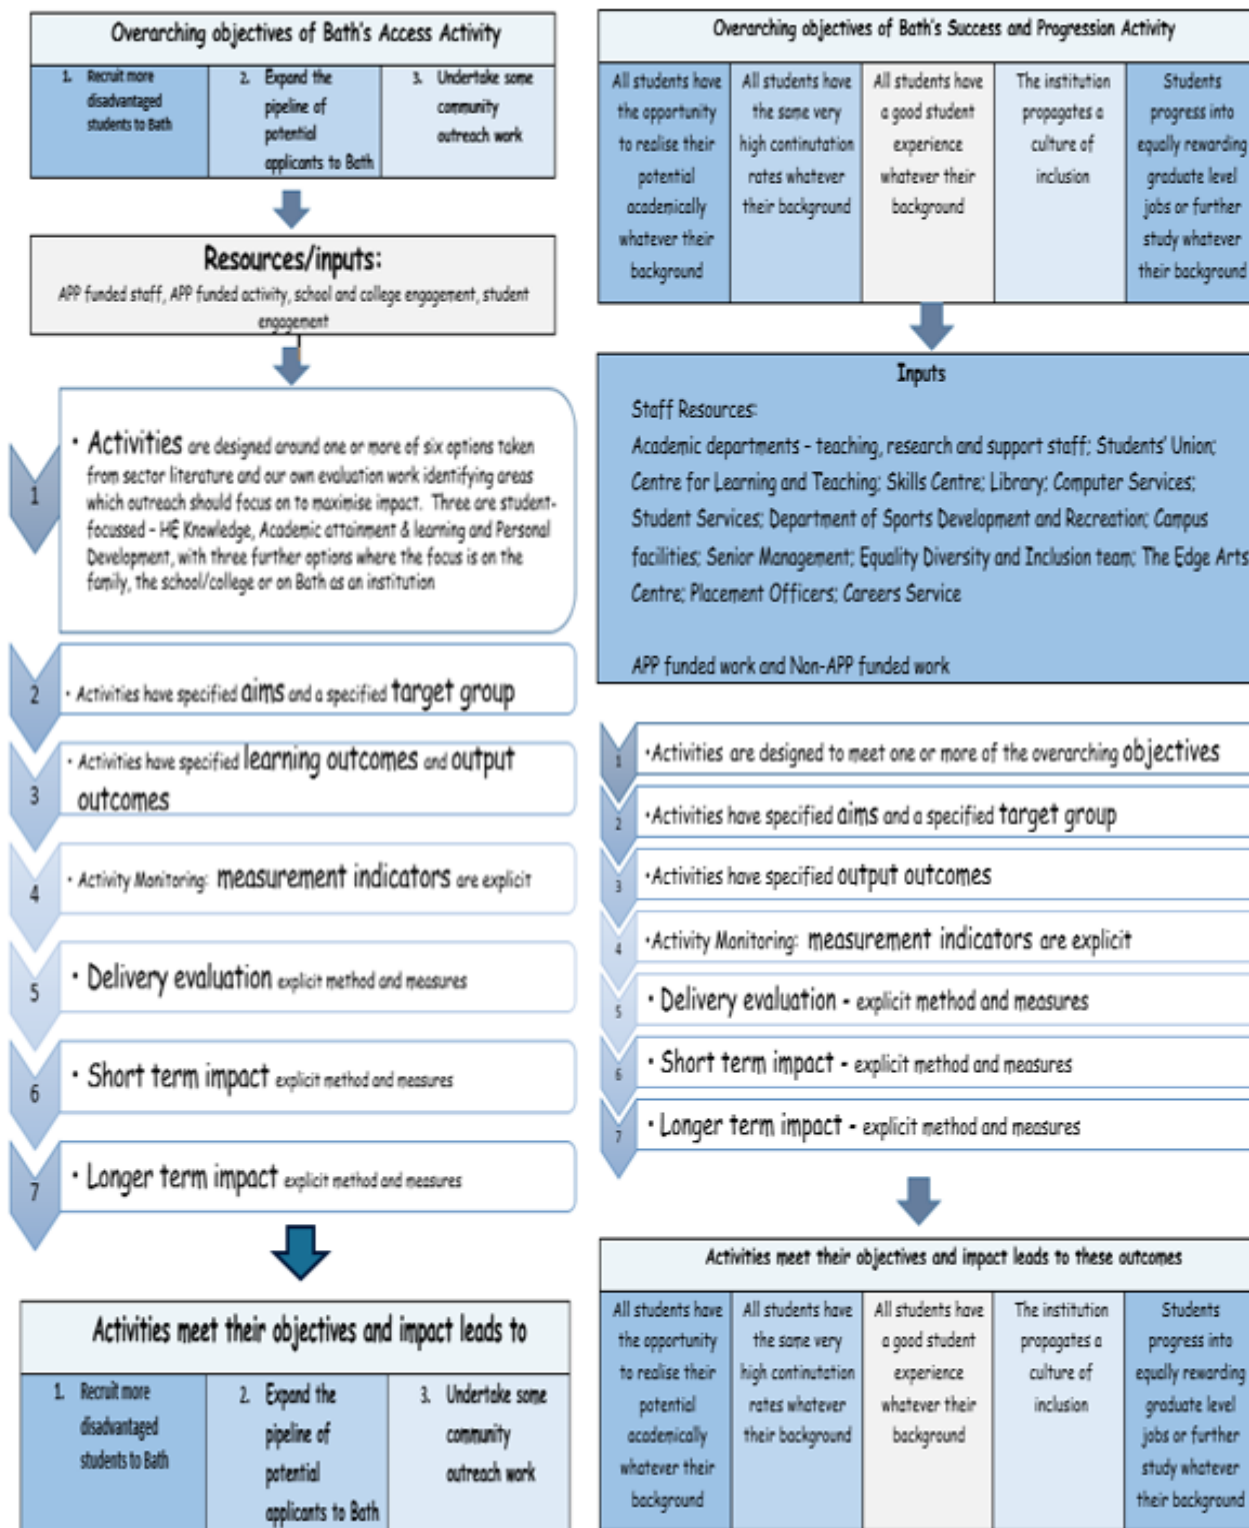 Overarching objectives of Bath's Access Activity
1. Recruit more
disadvantaged
students to Bath
2. Expand the
pipeline of
potential
applicants to Bath
3. Undertake some
community
outreach work
Resources/inputs:
APP funded staff, APP funded activity, school and college engagement, student
engagement
1
• Activities are designed around one or more of six options taken
from sector literature and our own evaluation work identifying areas
which outreach should focus on to maximise impact. Three are student-
focussed – HE Knowledge, Academic attainment & learning and Personal
Development, with three further options where the focus is on the
family, the school/college or on Bath as an institution
2
• Activities have specified aims and a specified target group
3
• Activities have specified learning outcomes and output
outcomes
4
• Activity Monitoring: measurement indicators are explicit
5
• Delivery evaluation explicit method and measures
6
• Short term impact explicit method and measures
7
• Longer term impact explicit method and measures
Activities meet their objectives and impact leads to
1. Recruit more
disadvantaged
students to Bath
2. Expand the
pipeline of
potential
applicants to Bath
3. Undertake some
community
outreach work
Overarching objectives of Bath's Success and Progression Activity
All students have
the opportunity
to realise their
potential
academically
whatever their
background
All students have
the same very
high continutation
rates whatever
their background
All students have
a good student
experience
whatever their
background
The institution
propagates a
culture of
inclusion
Students
progress into
equally rewarding
graduate level
jobs or further
study whatever
their background
Inputs
Staff Resources:
Academic departments – teaching, research and support staff; Students' Union;
Centre for Learning and Teaching; Skills Centre; Library; Computer Services;
Student Services; Department of Sports Development and Recreation; Campus
facilities; Senior Management; Equality Diversity and Inclusion team; The Edge Arts
Centre; Placement Officers; Careers Service
APP funded work and Non-APP funded work
1
•Activities are designed to meet one or more of the overarching objectives
2
•Activities have specified aims and a specified target group
3
•Activities have specified output outcomes
4
•Activity Monitoring: measurement indicators are explicit
5
• Delivery evaluation - explicit method and measures
6
• Short term impact - explicit method and measures
7
• Longer term impact - explicit method and measures
Activities meet their objectives and impact leads to these outcomes
All students have
the opportunity
to realise their
potential
academically
whatever their
background
All students have
the same very
high continutation
rates whatever
their background
All students have
a good student
experience
whatever their
background
The institution
propagates a
culture of
inclusion
Students
progress into
equally rewarding
graduate level
jobs or further
study whatever
their background